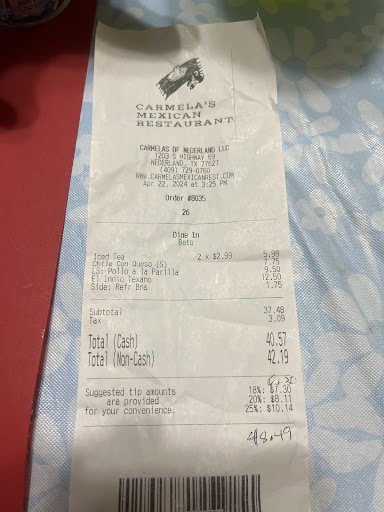 CARMELA'S
MEXICAN
RESTAURANT
CARMELAS OF NEDERLAND LLC
1203 S HIGHWAY 69
NEDERLAND, TX 77627
(409) 729-0760
WWW.CARMELASMEXICANREST.COM
Apr 22, 2024 at 3:25 PM
Order #8035
26
Dine In
Beto
Iced Tea 2 x $2.99 5.98
Chile Con Queso (S) 7.75
LS: Pollo a la Parilla 9.50
El Indio Texano 12.50
Side: Refr Bns 1.75
Subtotal 37.48
Tax 3.09
Total (Cash) 40.57
Total (Non-Cash) 42.19
Suggested tip amounts 18%: $7.30
are provided 20%: $8.11
for your convenience. 25%: $10.14
48.49